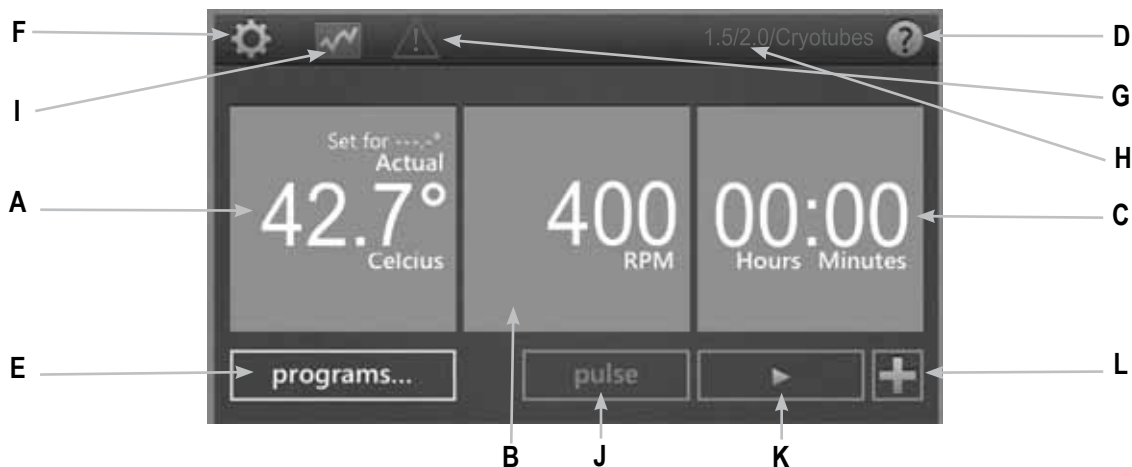 F
1.5/2.0/Cryotubes ?
D
I
G
H
A
Set for ---.-°
Actual
42.7°
Celcius
400
RPM
00:00
Hours Minutes
C
E
programs...
pulse
L
B
J
K